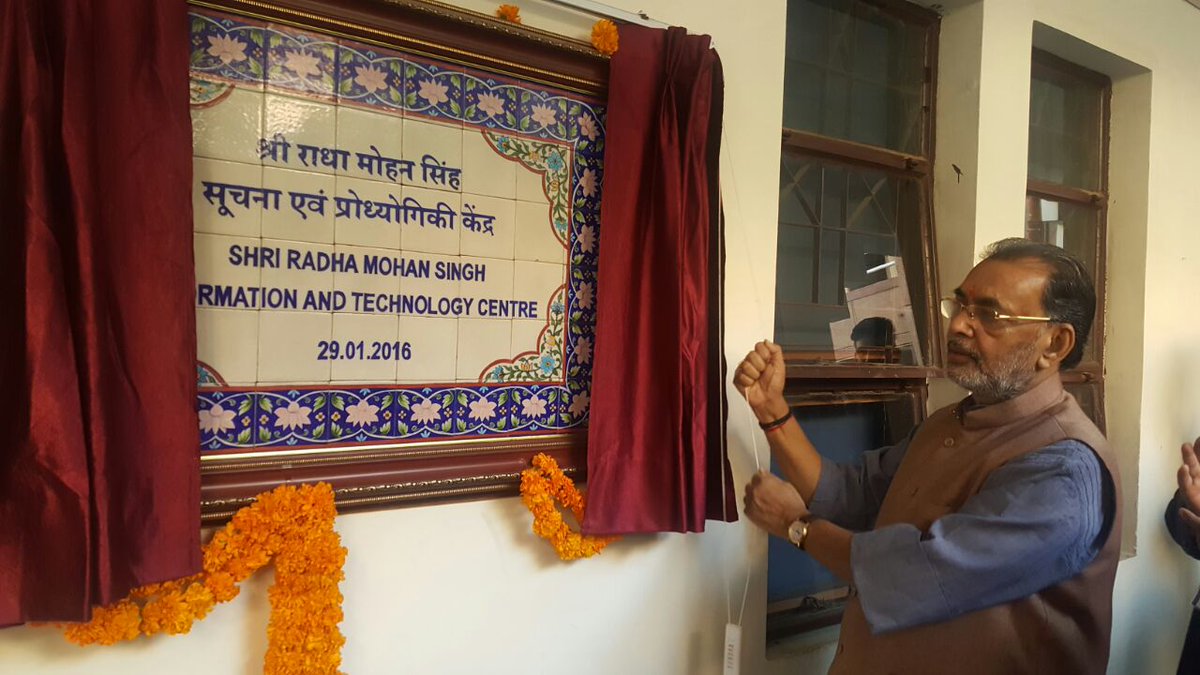 श्री राधा मोहन सिंह
सूचना एवं प्रोध्योगिकी केंद्र
SHRI RADHA MOHAN SINGH
RMATION AND TECHNOLOGY CENTRE
29.01.2016